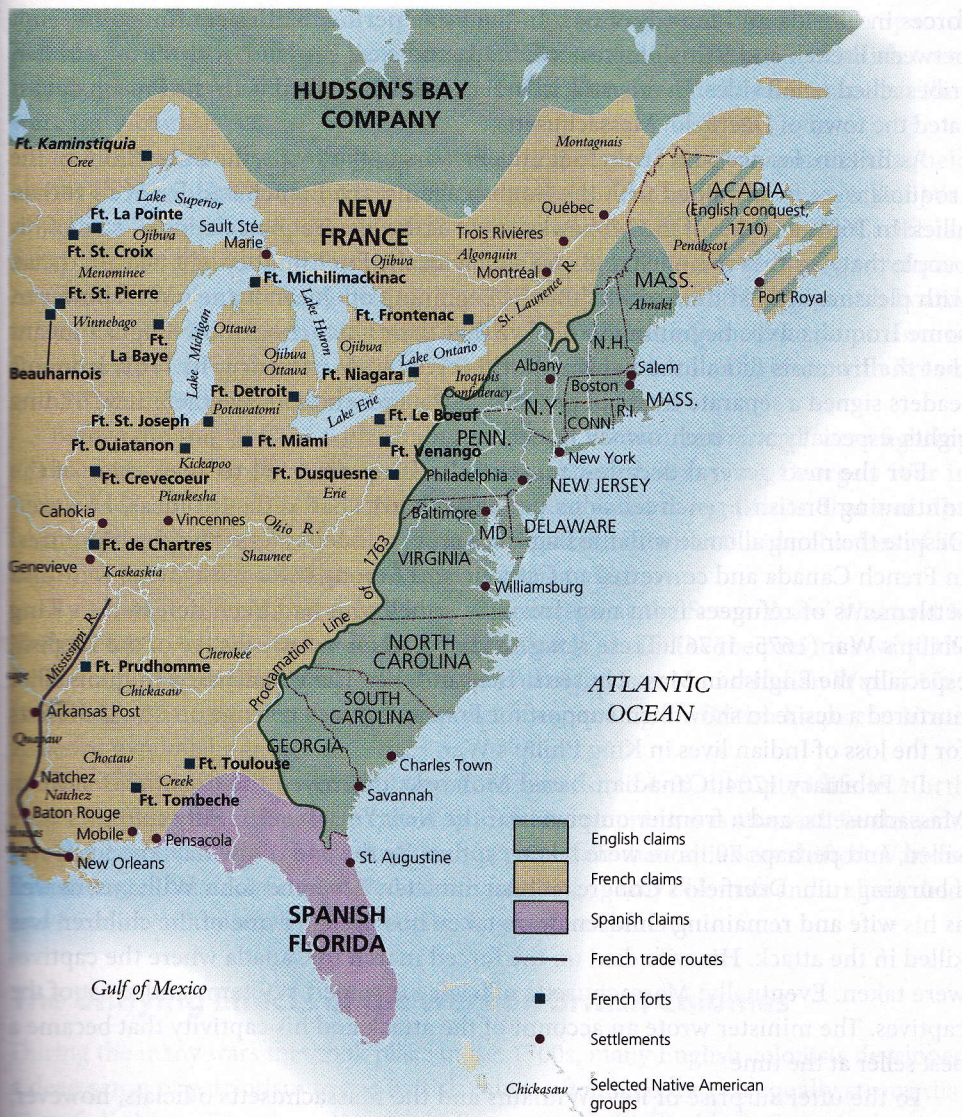 HUDSON'S BAY
COMPANY
Ft. Kaministiquia
Cree
Montagnais
Lake Superior
Ft. La Pointe
Ojibwa
Sault Sté.
Marie
NEW
FRANCE
Québec
Trois Riviéres
Algonquin
Montréal
ACADIA
(English conquest,
1710)
Penobscot
Port Royal
Ft. St. Croix
Menominee
Ojibwa
Ft. Michilimackinac
St. Lawrence R.
MASS.
Abnaki
Ft. St. Pierre
Winnebago
Ft.
La Baye
Beauharnois
Lake Michigan
Ottawa
Lake Huron
Ojibwa
Ottawa
Ojibwa
Ft. Frontenac
Lake Ontario
Ft. Niagara
Iroquois
Confederacy
N.H.
Albany
Salem
Boston
MASS.
R.I.
CONN.
N.Y.
Ft. Detroit
Potawatomi
Lake Erie
Ft. Le Boeuf
Ft. St. Joseph
Ft. Ouiatanon
Kickapoo
Ft. Miami
Ft. Venango
PENN.
New York
Ft. Crevecoeur
Piankesha
Ft. Dusquesne
Erie
Philadelphia
NEW JERSEY
Cahokia
Vincennes
Ohio R.
Baltimore
MD.
DELAWARE
Ft. de Chartres
Genevieve
Kaskaskia
Shawnee
VIRGINIA
Williamsburg
Proclamation Line of 1763
Mississippi R.
Ft. Prudhomme
Cherokee
Chickasaw
NORTH
CAROLINA
Arkansas Post
Quapaw
SOUTH
CAROLINA
ATLANTIC
OCEAN
GEORGIA
Charles Town
Savannah
Choctaw
Ft. Toulouse
Creek
Ft. Tombeche
Natchez
Natchez
Baton Rouge
Mobile
Pensacola
New Orleans
St. Augustine
SPANISH
FLORIDA
Gulf of Mexico
English claims
French claims
Spanish claims
French trade routes
French forts
Settlements
Chickasaw
Selected Native American
groups